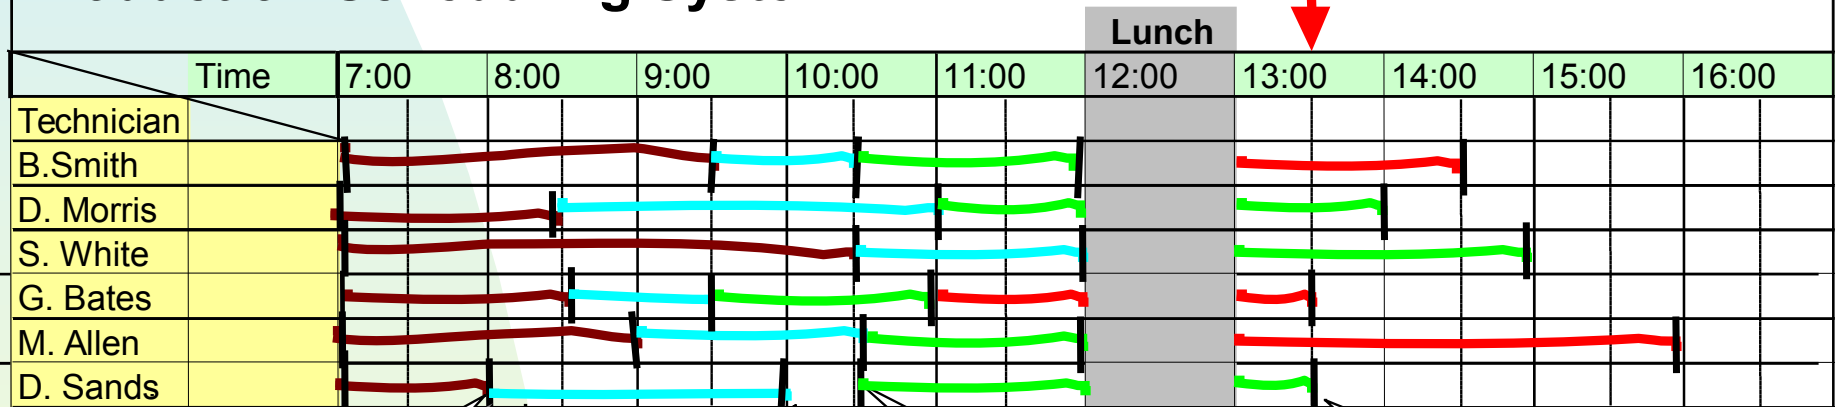 Lunch
Time 7:00 8:00 9:00 10:00 11:00 12:00 13:00 14:00 15:00 16:00
Technician
B.Smith
D. Morris
S. White
G. Bates
M. Allen
D. Sands